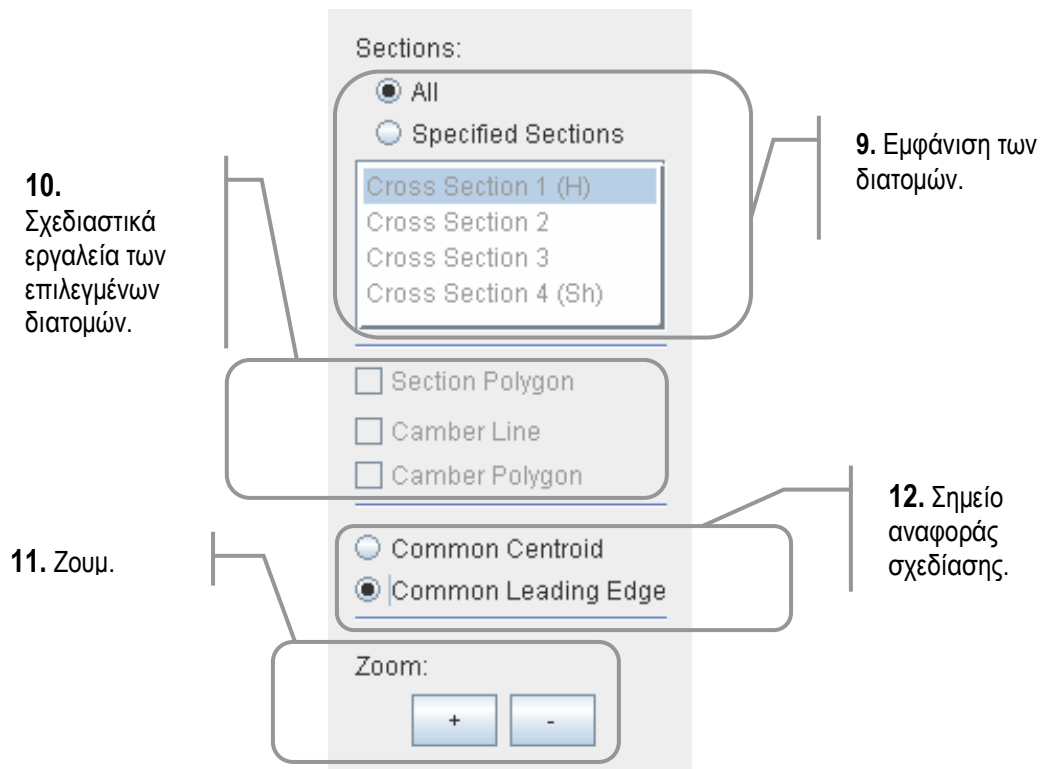 Sections:
All
Specified Sections
Cross Section 1 (H)
Cross Section 2
Cross Section 3
Cross Section 4 (Sh)
9. Εμφάνιση των
διατομών.
10.
Σχεδιαστικά
εργαλεία των
επιλεγμένων
διατομών.
Section Polygon
Camber Line
Camber Polygon
12. Σημείο
αναφοράς
σχεδίασης.
Common Centroid
Common Leading Edge
11. Ζουμ.
Zoom:
+
-